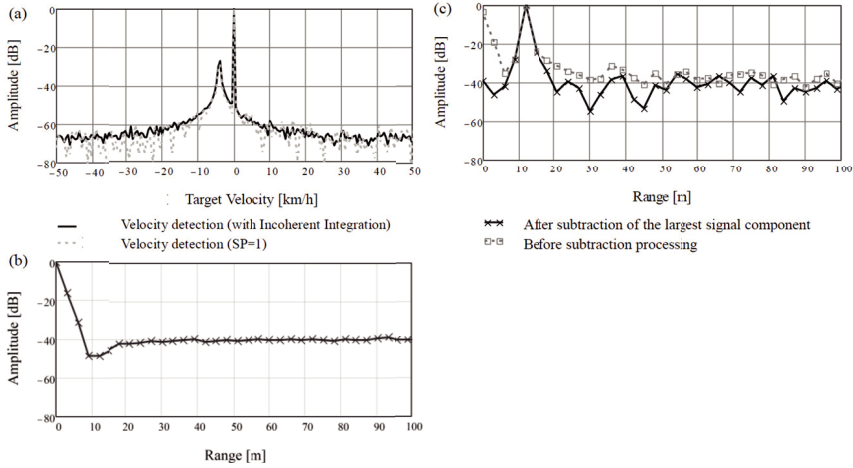 (a)
0
−20
−40
−60
−80
Amplitude [dB]
−50 −40 −30 −20 −10 0 10 20 30 40 50
Target Velocity [km/h]
Velocity detection (with Incoherent Integration)
Velocity detection (SP=1)
(b)
0
−20
−40
−60
−80
Amplitude [dB]
0 10 20 30 40 50 60 70 80 90 100
Range [m]
(c)
0
−20
−40
−60
−80
Amplitude [dB]
0 10 20 30 40 50 60 70 80 90 100
Range [m]
After subtraction of the largest signal component
Before subtraction processing